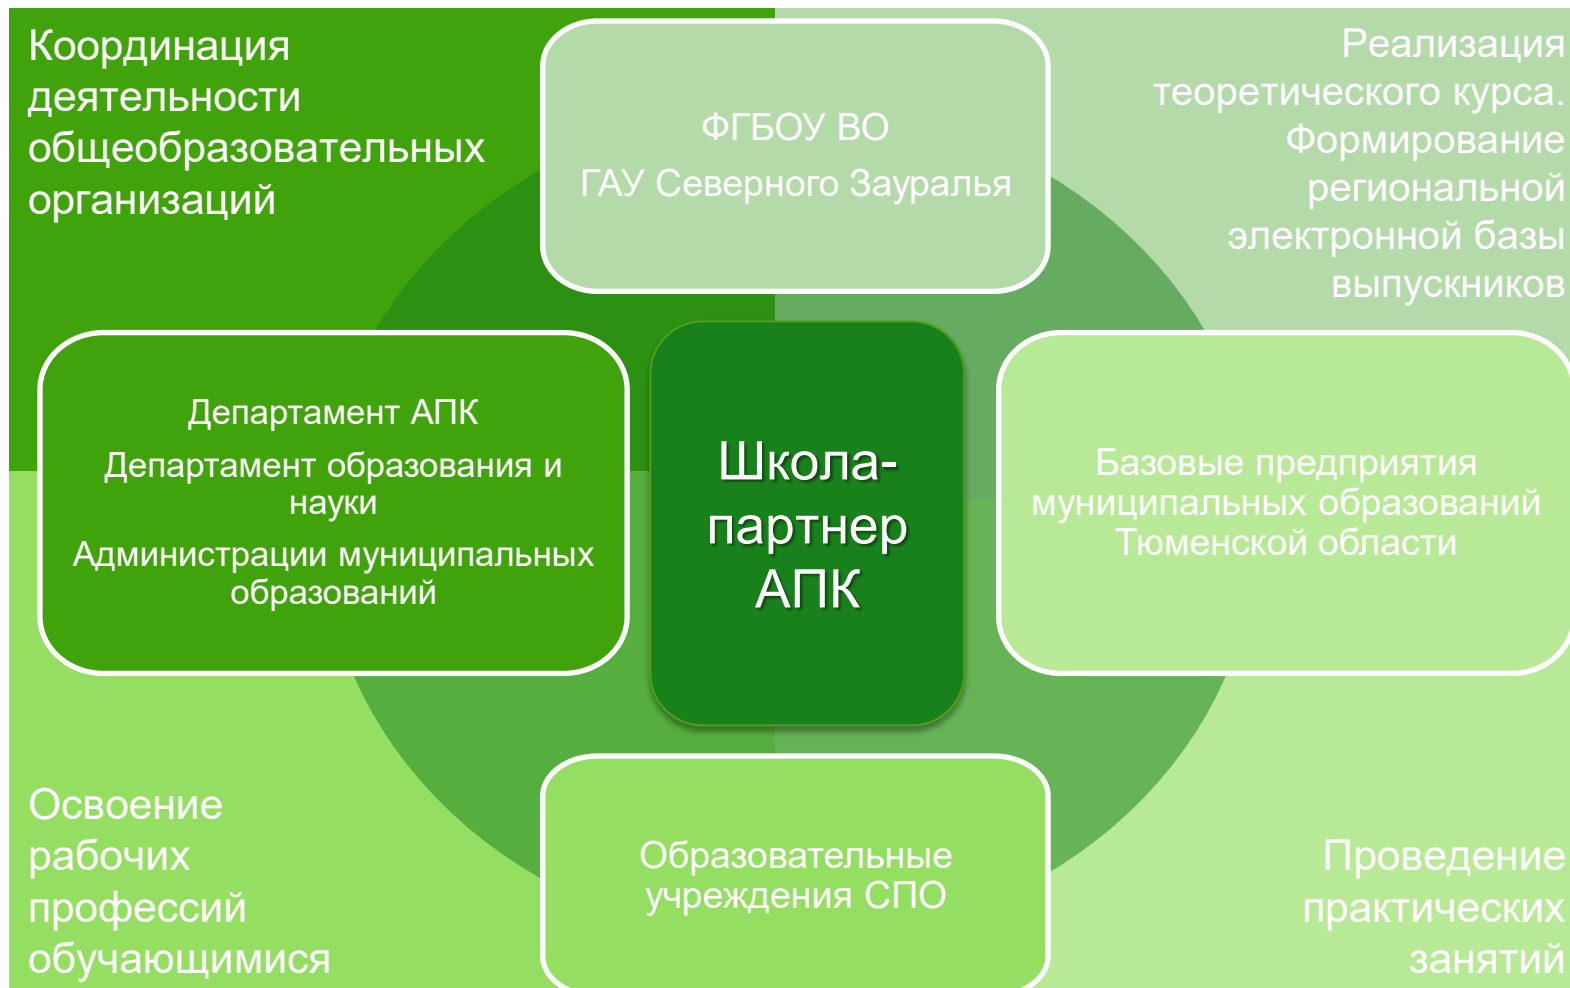 Координация
деятельности
общеобразовательных
организаций
ФГБОУ ВО
ГАУ Северного Зауралья
Реализация
теоретического курса.
Формирование
региональной
электронной базы
выпускников
Департамент АПК
Департамент образования и
науки
Администрации муниципальных
образований
Школа-
партнер
АПК
Базовые предприятия
муниципальных образований
Тюменской области
Освоение
рабочих
профессий
обучающимися
Образовательные
учреждения СПО
Проведение
практических
занятий